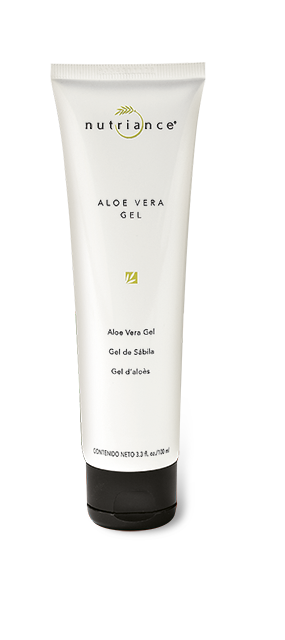 nutriance®
ALOE VERA
GEL
Aloe Vera Gel
Gel de Sábila
Gel d'aloès
CONTENIDO NETO 3.3 fl. oz./100 ml